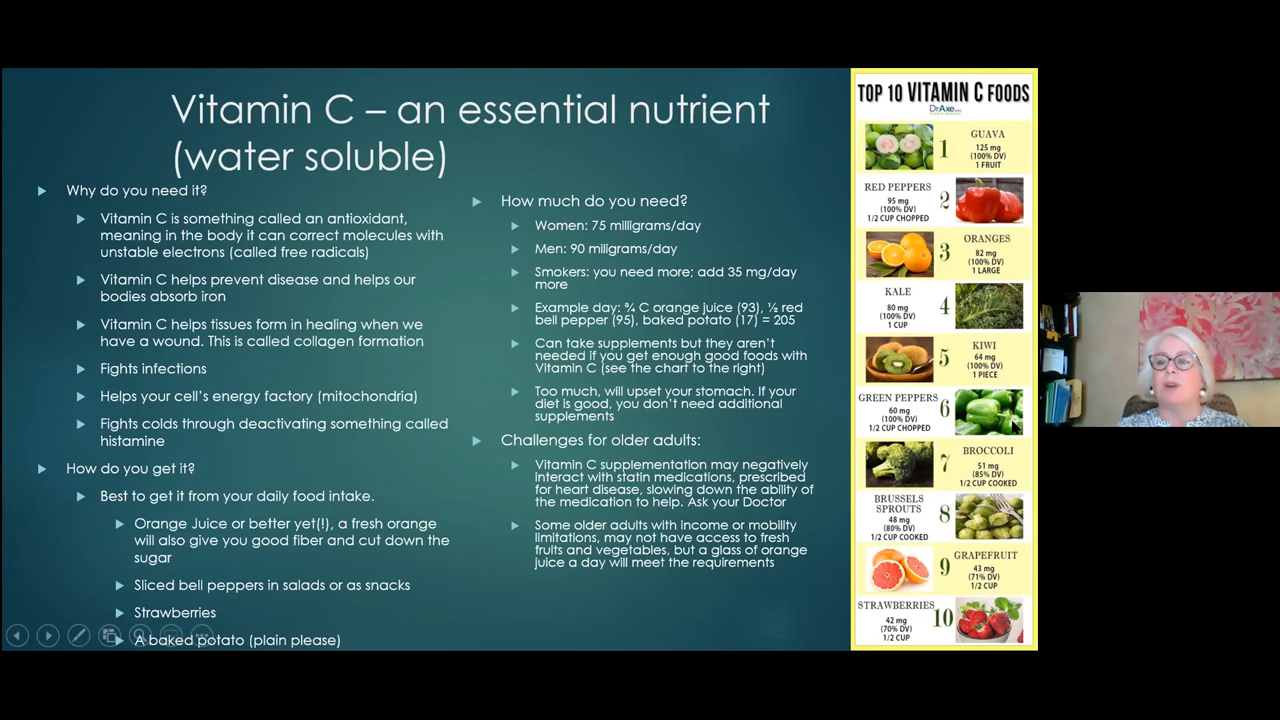 Vitamin C – an essential nutrient
(water soluble)
Why do you need it?
Vitamin C is something called an antioxidant,
meaning in the body it can correct molecules with
unstable electrons (called free radicals)
Vitamin C helps prevent disease and helps our
bodies absorb iron
Vitamin C helps tissues form in healing when we
have a wound. This is called collagen formation
Fights infections
Helps your cell's energy factory (mitochondria)
Fights colds through deactivating something called
histamine
How do you get it?
Best to get it from your daily food intake.
Orange Juice or better yet(!), a fresh orange
will also give you good fiber and cut down the
sugar
Sliced bell peppers in salads or as snacks
Strawberries
A baked potato (plain please)
How much do you need?
Women: 75 milligrams/day
Men: 90 miligrams/day
Smokers: you need more; add 35 mg/day
more
Example day: ¾ C orange juice (93), ½ red
bell pepper (95), baked potato (17) = 205
Can take supplements but they aren't
needed if you get enough good foods with
Vitamin C (see the chart to the right)
Too much, will upset your stomach. If your
diet is good, you don't need additional
supplements
Challenges for older adults:
Vitamin C supplementation may negatively
interact with statin medications, prescribed
for heart disease, slowing down the ability of
the medication to help. Ask your Doctor
Some older adults with income or mobility
limitations, may not have access to fresh
fruits and vegetables, but a glass of orange
juice a day will meet the requirements
TOP 10 VITAMIN C FOODS
DrAxe.com
1
GUAVA
125 mg
(100% DV)
1 FRUIT
RED PEPPERS
95 mg
(100% DV)
1/2 CUP CHOPPED
2
3
ORANGES
82 mg
(100% DV)
1 LARGE
KALE
80 mg
(100% DV)
1 CUP
4
5
KIWI
64 mg
(100% DV)
1 PIECE
GREEN PEPPERS
60 mg
(100% DV)
1/2 CUP CHOPPED
6
7
BROCCOLI
51 mg
(85% DV)
1/2 CUP COOKED
BRUSSELS
SPROUTS
48 mg
(80% DV)
1/2 CUP COOKED
8
9
GRAPEFRUIT
43 mg
(71% DV)
1/2 CUP
STRAWBERRIES
42 mg
(70% DV)
1/2 CUP
10